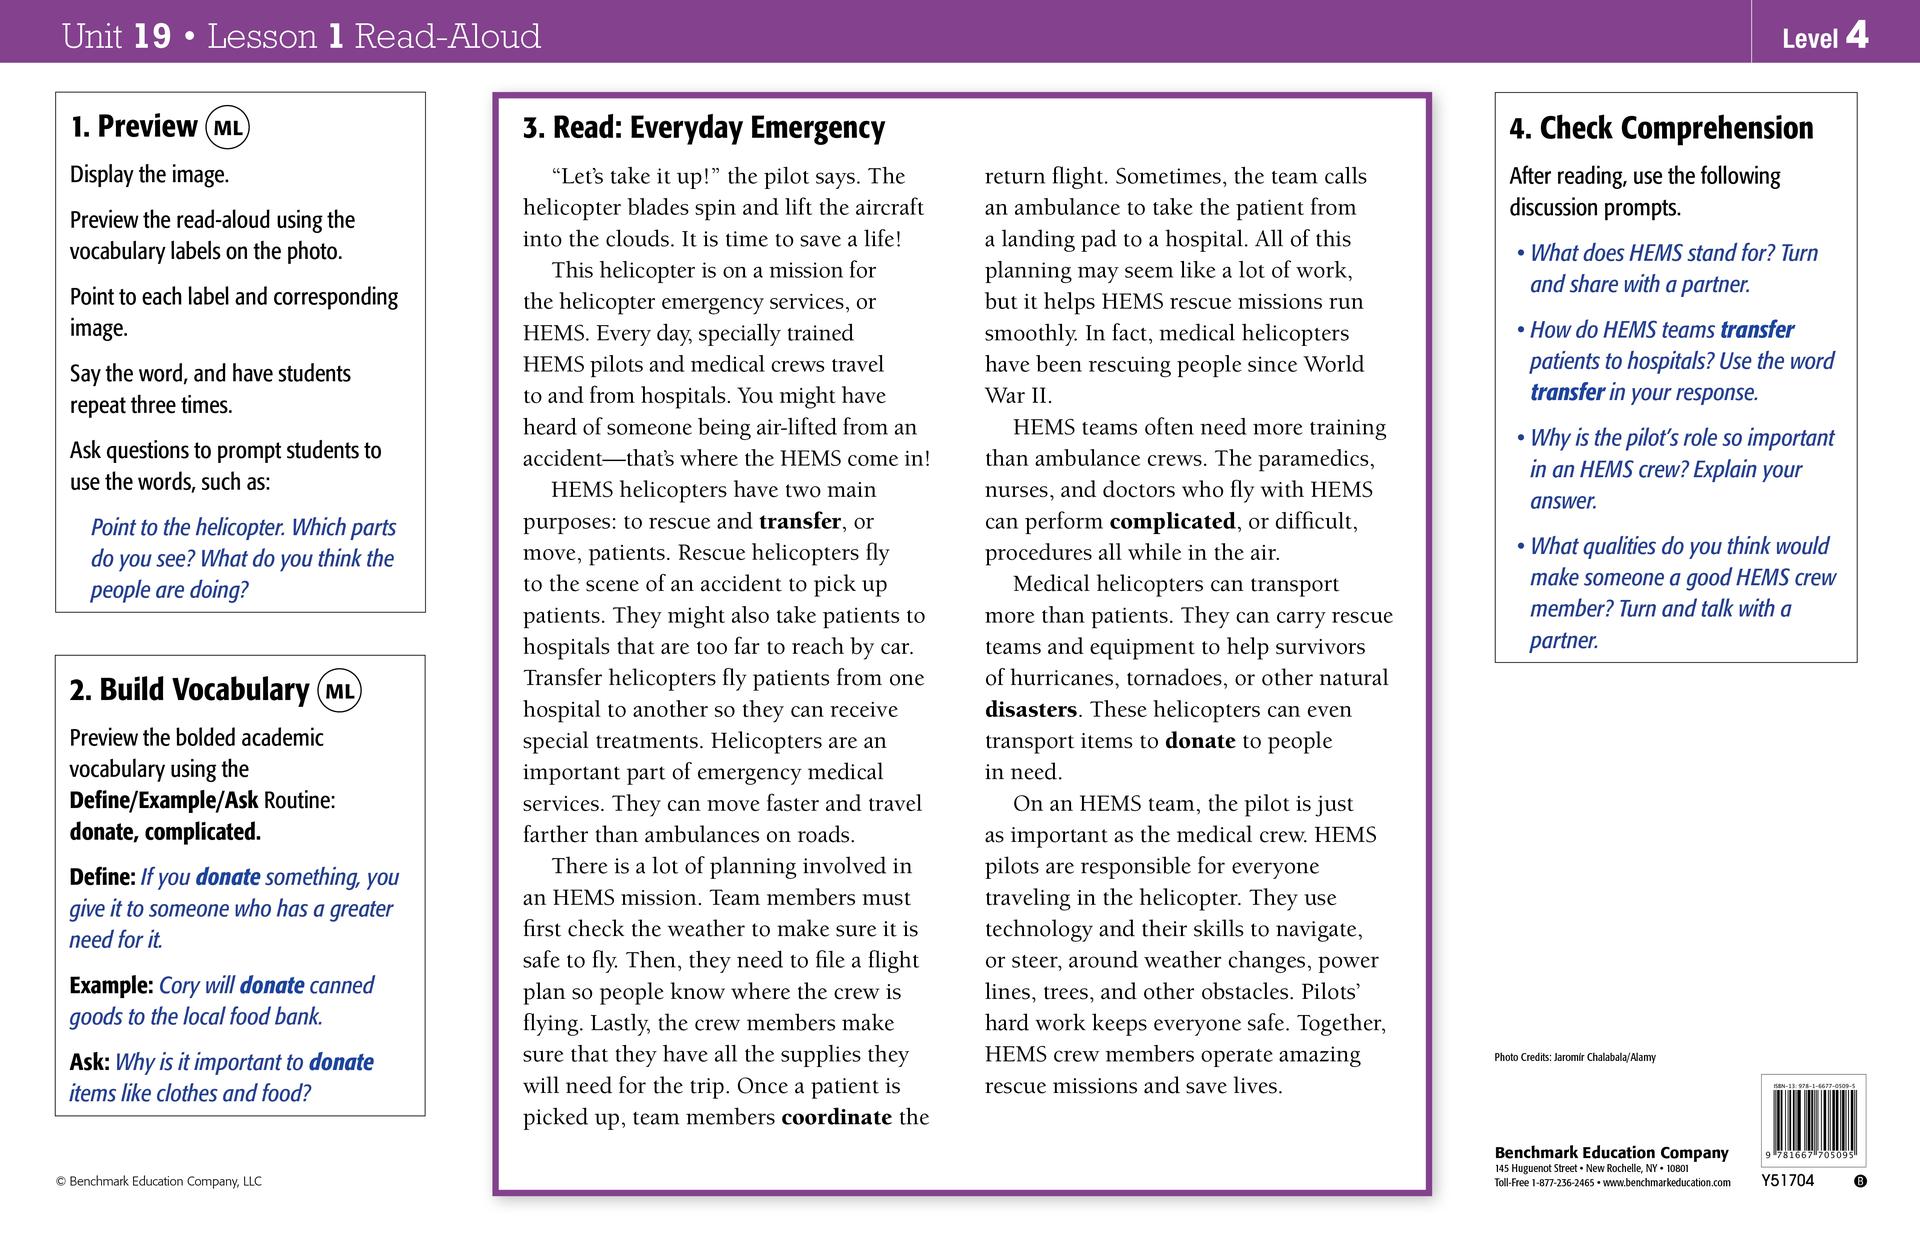 Unit 19 • Lesson 1 Read-Aloud
Level 4
1. Preview ML
Display the image.
Preview the read-aloud using the
vocabulary labels on the photo.
Point to each label and corresponding
image.
Say the word, and have students
repeat three times.
Ask questions to prompt students to
use the words, such as:
Point to the helicopter. Which parts
do you see? What do you think the
people are doing?
2. Build Vocabulary ML
Preview the bolded academic
vocabulary using the
Define/Example/Ask Routine:
donate, complicated.
Define: If you donate something, you
give it to someone who has a greater
need for it.
Example: Cory will donate canned
goods to the local food bank.
Ask: Why is it important to donate
items like clothes and food?
© Benchmark Education Company, LLC
3. Read: Everyday Emergency
“Let’s take it up!” the pilot says. The
helicopter blades spin and lift the aircraft
into the clouds. It is time to save a life!
This helicopter is on a mission for
the helicopter emergency services, or
HEMS. Every day, specially trained
HEMS pilots and medical crews travel
to and from hospitals. You might have
heard of someone being air-lifted from an
accident—that’s where the HEMS come in!
HEMS helicopters have two main
purposes: to rescue and transfer, or
move, patients. Rescue helicopters fly
to the scene of an accident to pick up
patients. They might also take patients to
hospitals that are too far to reach by car.
Transfer helicopters fly patients from one
hospital to another so they can receive
special treatments. Helicopters are an
important part of emergency medical
services. They can move faster and travel
farther than ambulances on roads.
There is a lot of planning involved in
an HEMS mission. Team members must
first check the weather to make sure it is
safe to fly. Then, they need to file a flight
plan so people know where the crew is
flying. Lastly, the crew members make
sure that they have all the supplies they
will need for the trip. Once a patient is
picked up, team members coordinate the
return flight. Sometimes, the team calls
an ambulance to take the patient from
a landing pad to a hospital. All of this
planning may seem like a lot of work,
but it helps HEMS rescue missions run
smoothly. In fact, medical helicopters
have been rescuing people since World
War II.
HEMS teams often need more training
than ambulance crews. The paramedics,
nurses, and doctors who fly with HEMS
can perform complicated, or difficult,
procedures all while in the air.
Medical helicopters can transport
more than patients. They can carry rescue
teams and equipment to help survivors
of hurricanes, tornadoes, or other natural
disasters. These helicopters can even
transport items to donate to people
in need.
On an HEMS team, the pilot is just
as important as the medical crew. HEMS
pilots are responsible for everyone
traveling in the helicopter. They use
technology and their skills to navigate,
or steer, around weather changes, power
lines, trees, and other obstacles. Pilots’
hard work keeps everyone safe. Together,
HEMS crew members operate amazing
rescue missions and save lives.
4. Check Comprehension
After reading, use the following
discussion prompts.
• What does HEMS stand for? Turn
and share with a partner.
• How do HEMS teams transfer
patients to hospitals? Use the word
transfer in your response.
• Why is the pilot’s role so important
in an HEMS crew? Explain your
answer.
• What qualities do you think would
make someone a good HEMS crew
member? Turn and talk with a
partner.
Photo Credits: Jaromír Chalabala/Alamy
Benchmark Education Company
145 Huguenot Street • New Rochelle, NY • 10801
Toll-Free 1-877-236-2465 • www.benchmarkeducation.com
ISBN-13: 978-1-6677-0509-5
9 781667 705095
Y51704
B